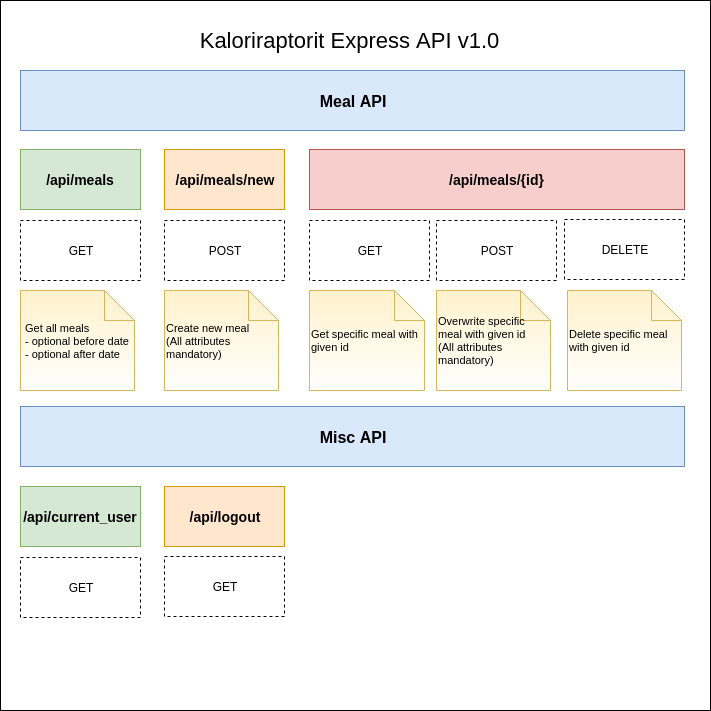 Kaloriraptorit Express API v1.0
Meal API
/api/meals
/api/meals/new
/api/meals/{id}
GET
POST
GET
POST
DELETE
Get all meals
- optional before date
- optional after date
Create new meal
(All attributes
mandatory)
Get specific meal with
given id
Overwrite specific
meal with given id
(All attributes
mandatory)
Delete specific meal
with given id
Misc API
/api/current_user
/api/logout
GET
GET